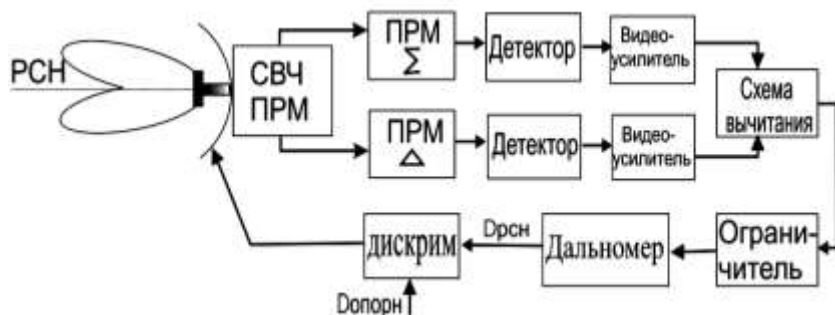 РСН
СВЧ
ПРМ
ПРМ
Σ
Детектор
Видео-
усилитель
Схема
вычитания
ПРМ
Δ
Детектор
Видео-
усилитель
дискрим
Dрсн
Дальномер
Ограни-
читель
Dопорн